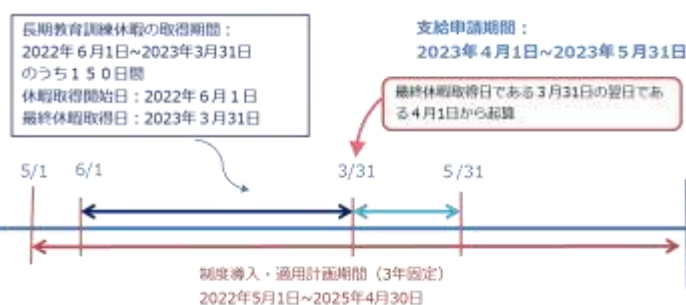 長期教育訓練休暇の取得期間：
2022年6月1日~2023年3月31日
のうち１５０日間
休暇取得開始日：2022年6月1日
最終休暇取得日：2023年3月31日
支給申請期間：
2023年4月1日~2023年5月31日
最終休暇取得日である3月31日の翌日であ
る4月1日から起算
5/1
6/1
3/31
5/31
制度導入・適用計画期間（3年固定）
2022年5月1日~2025年4月30日